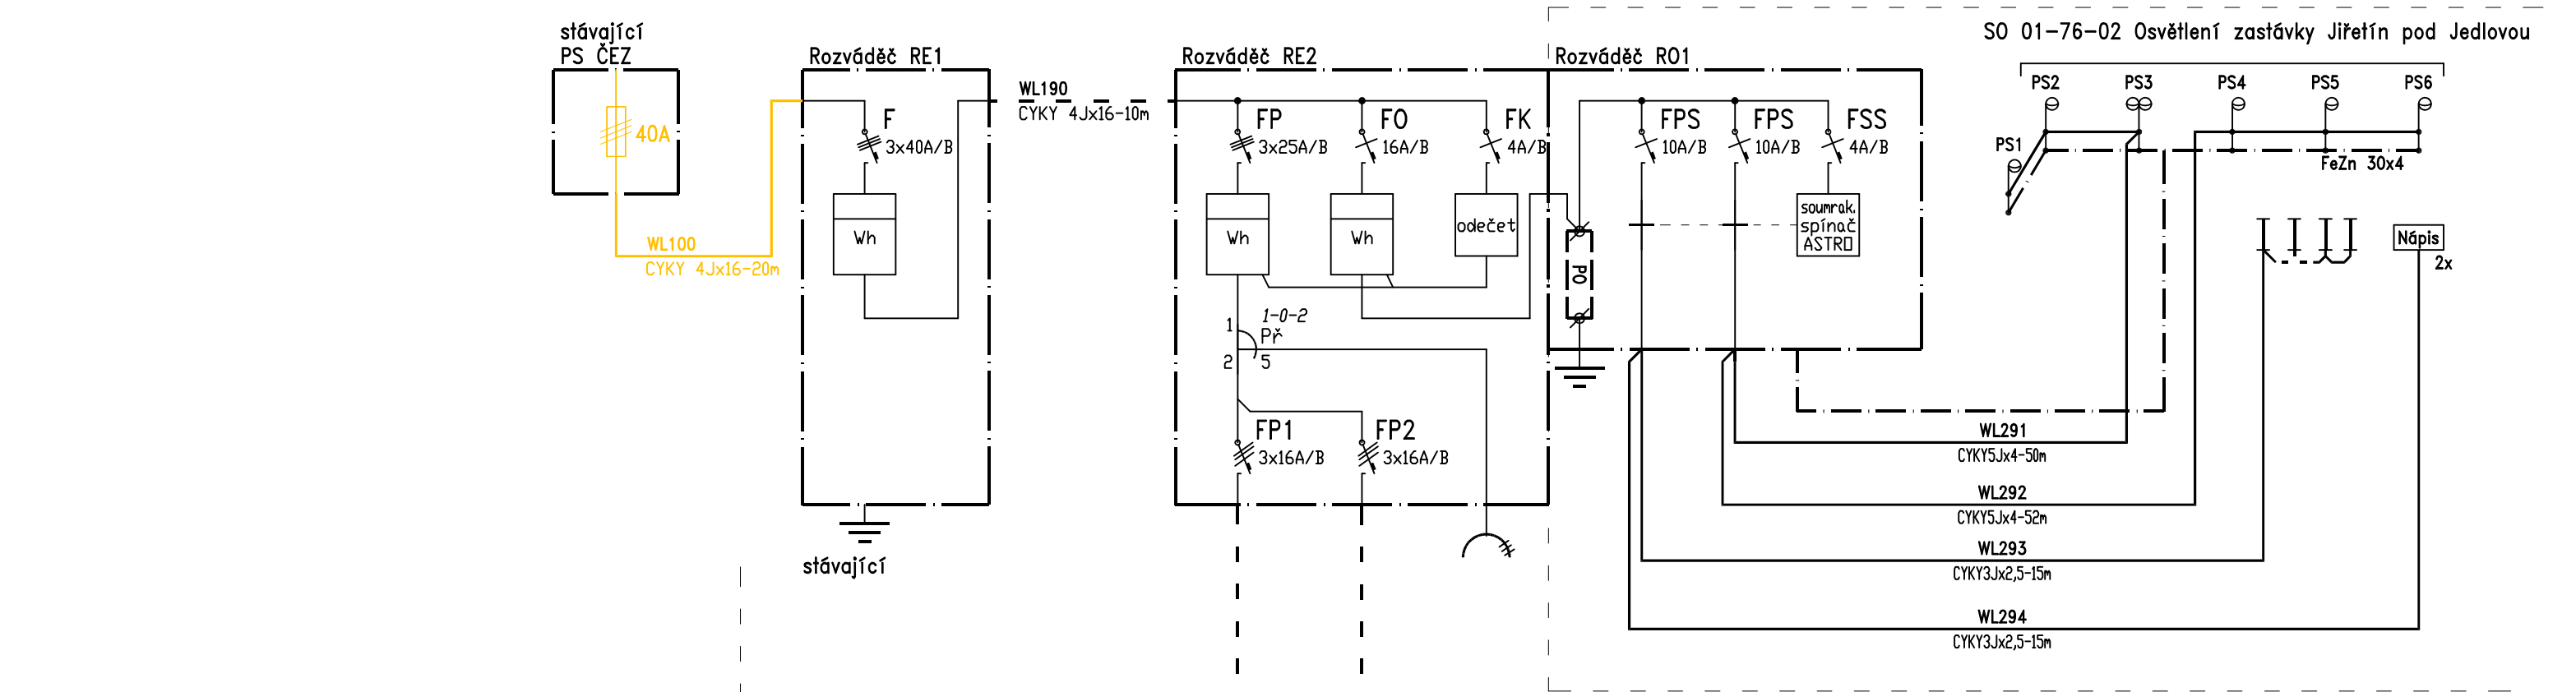 stávající
PS ČEZ
40A
WL100
CYKY 4Jx16-20m
Rozváděč RE1
F
3x40A/B
Wh
stávající
WL190
CYKY 4Jx16-10m
Rozváděč RE2
FP
3x25A/B
FO
16A/B
FK
4A/B
Wh
Wh
odečet
1-0-2
1
Př
2
5
FP1
3x16A/B
FP2
3x16A/B
Rozváděč RO1
FPS
10A/B
FPS
10A/B
FSS
4A/B
soumrak.
spínač
ASTRO
PO
SO 01-76-02 Osvětlení zastávky Jiřetín pod Jedlovou
PS2
PS3
PS4
PS5
PS6
PS1
FeZn 30x4
Nápis
2x
WL291
CYKY5Jx4-50m
WL292
CYKY5Jx4-52m
WL293
CYKY3Jx2,5-15m
WL294
CYKY3Jx2,5-15m